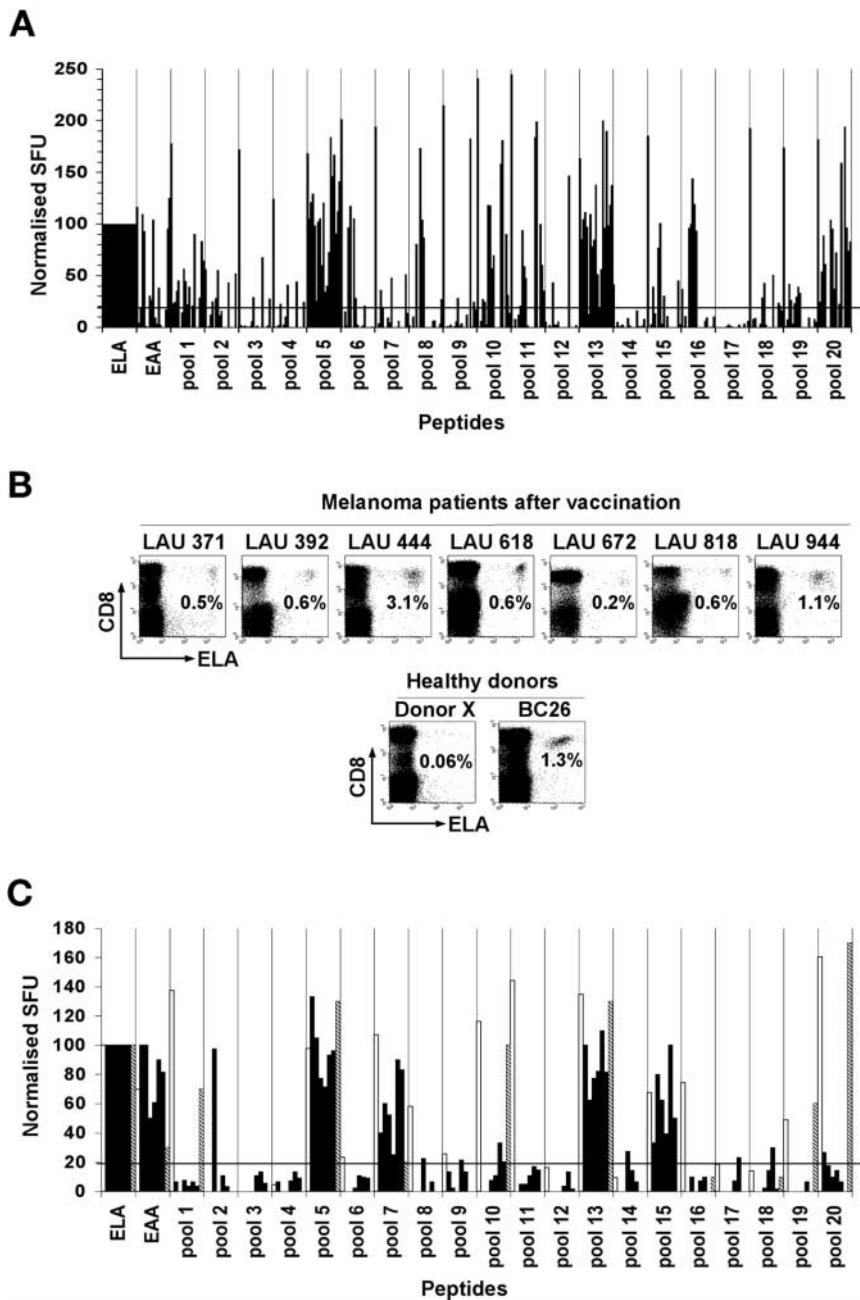 A
250
200
150
100
50
0
Normalised SFU
ELA
EAA
pool 1
pool 2
pool 3
pool 4
pool 5
pool 6
pool 7
pool 8
pool 9
pool 10
pool 11
pool 12
pool 13
pool 14
pool 15
pool 16
pool 17
pool 18
pool 19
pool 20
Peptides
B
Melanoma patients after vaccination
LAU 371 LAU 392 LAU 444 LAU 618 LAU 672 LAU 818 LAU 944
0.5% 0.6% 3.1% 0.6% 0.2% 0.6% 1.1%
CD8
ELA
Healthy donors
Donor X BC26
0.06% 1.3%
CD8
ELA
C
180
160
140
120
100
80
60
40
20
0
Normalised SFU
ELA
EAA
pool 1
pool 2
pool 3
pool 4
pool 5
pool 6
pool 7
pool 8
pool 9
pool 10
pool 11
pool 12
pool 13
pool 14
pool 15
pool 16
pool 17
pool 18
pool 19
pool 20
Peptides